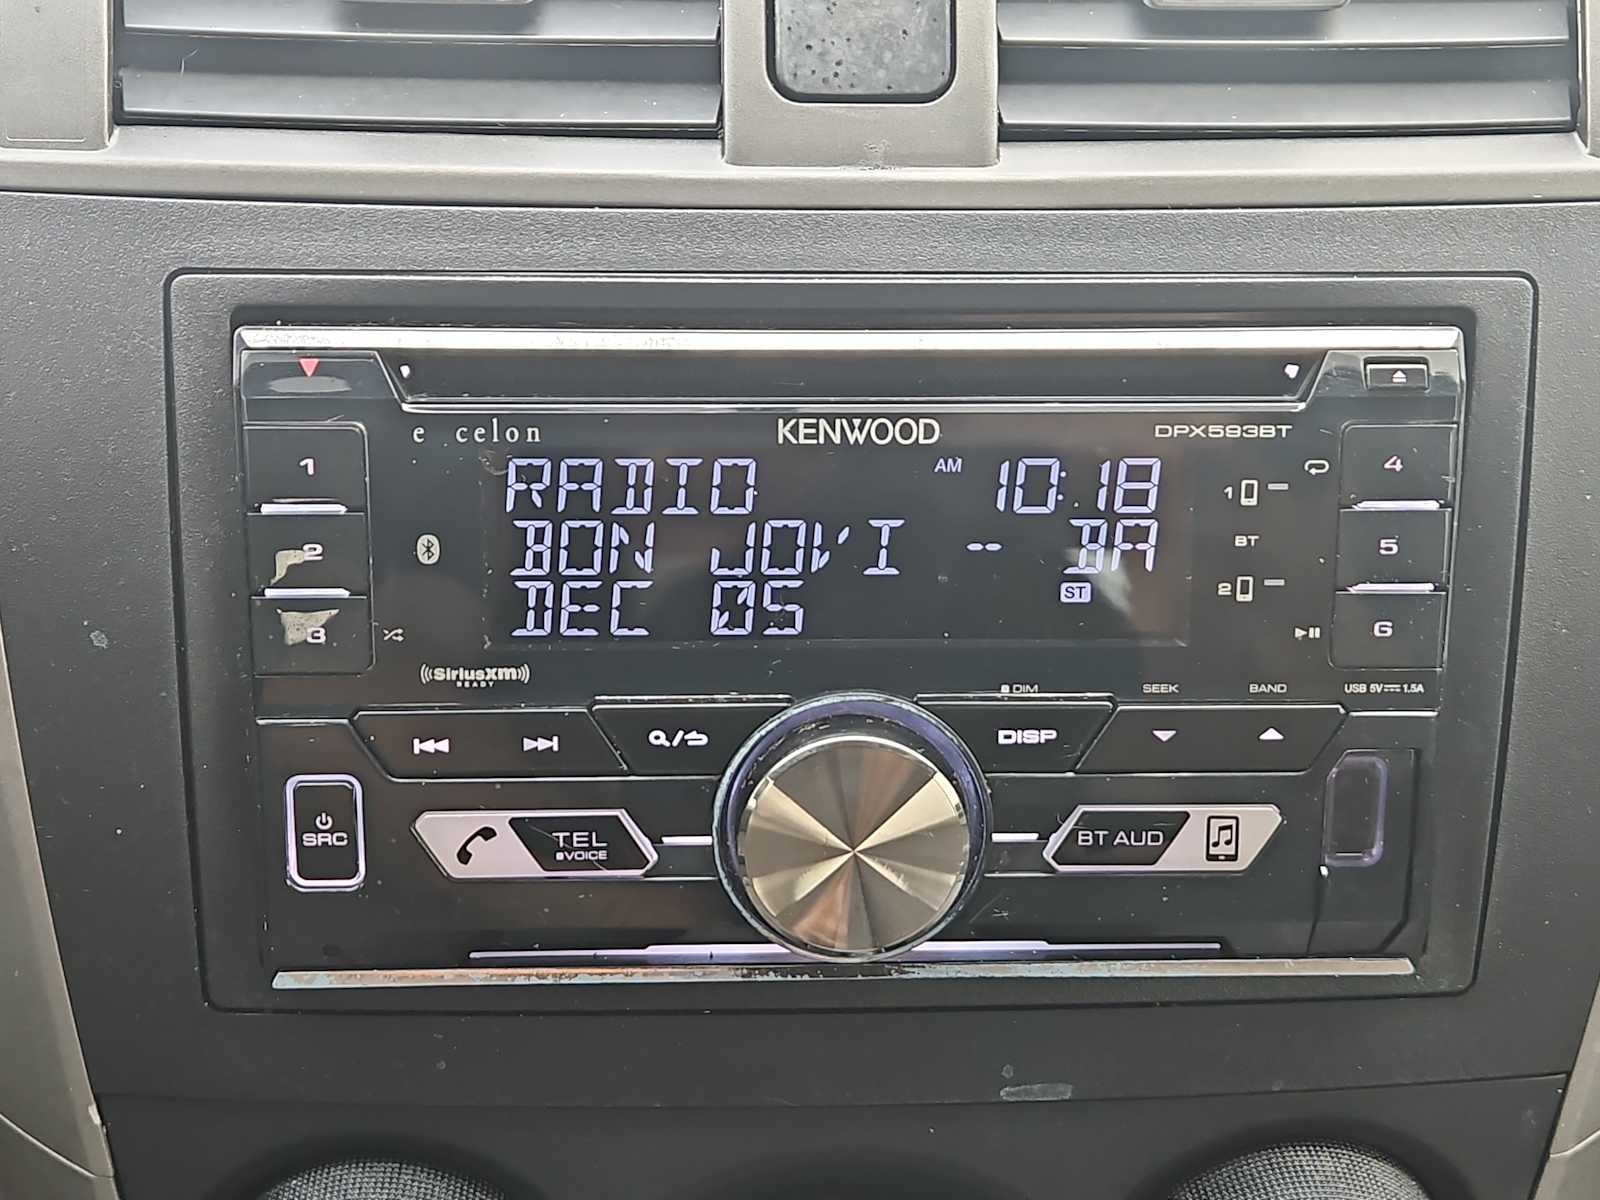 e celon KENWOOD DPX593BT
RADIO AM 10:18
BON JOVI -- BA
DEC 05 ST
1
2
3
4
5
6
1
BT
2
SiriusXM
READY
DIM SEEK BAND USB 5V 1.5A
DISP
SRC
TEL
VOICE
BT AUD